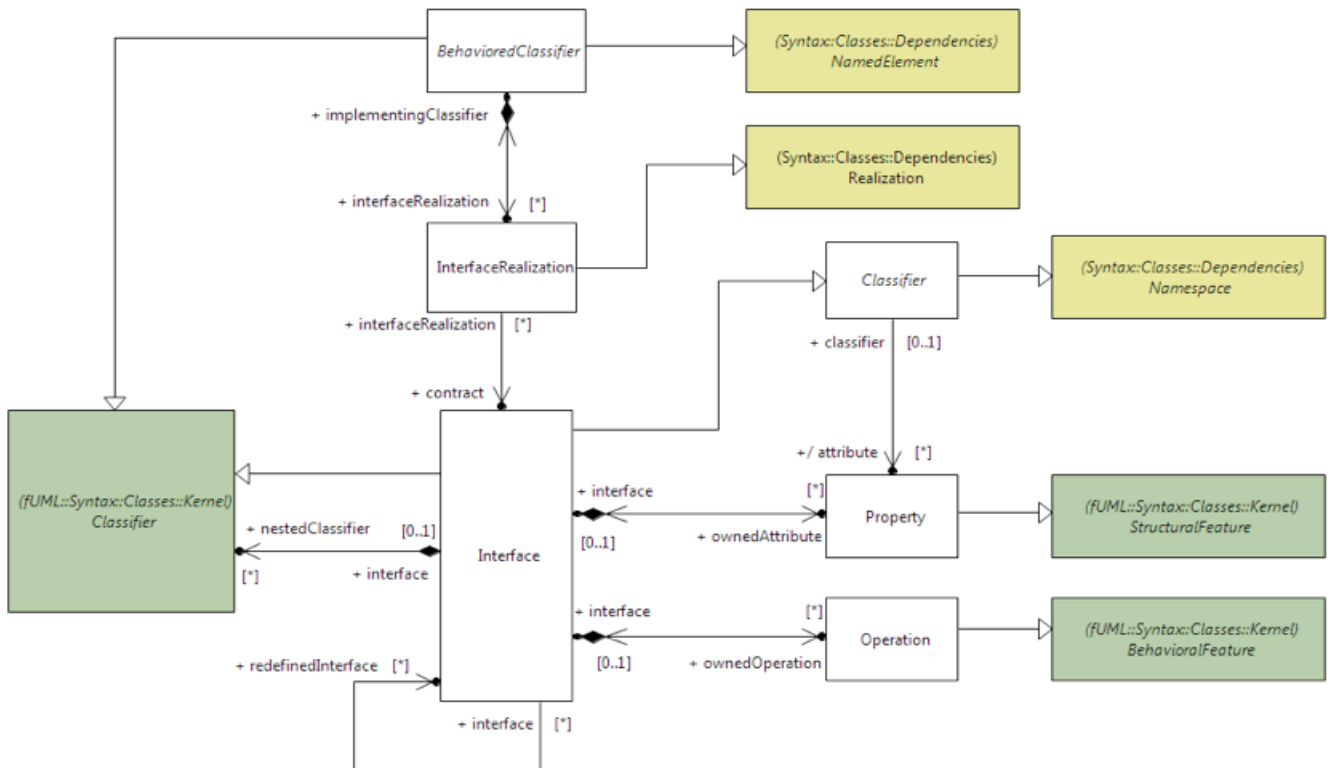 BehavioredClassifier
(Syntax::Classes::Dependencies)
NamedElement
+ implementingClassifier
(Syntax::Classes::Dependencies)
Realization
+ interfaceRealization [*]
InterfaceRealization
Classifier
(Syntax::Classes::Dependencies)
Namespace
+ interfaceRealization [*]
+ classifier [0..1]
+ contract
+/ attribute [*]
(fUML::Syntax::Classes::Kernel)
Classifier
+ nestedClassifier [0..1]
[*] + interface
Interface
+ interface [*]
[0..1] + ownedAttribute
Property
(fUML::Syntax::Classes::Kernel)
StructuralFeature
+ interface [*]
[0..1] + ownedOperation
Operation
(fUML::Syntax::Classes::Kernel)
BehavioralFeature
+ redefinedInterface [*]
+ interface [*]